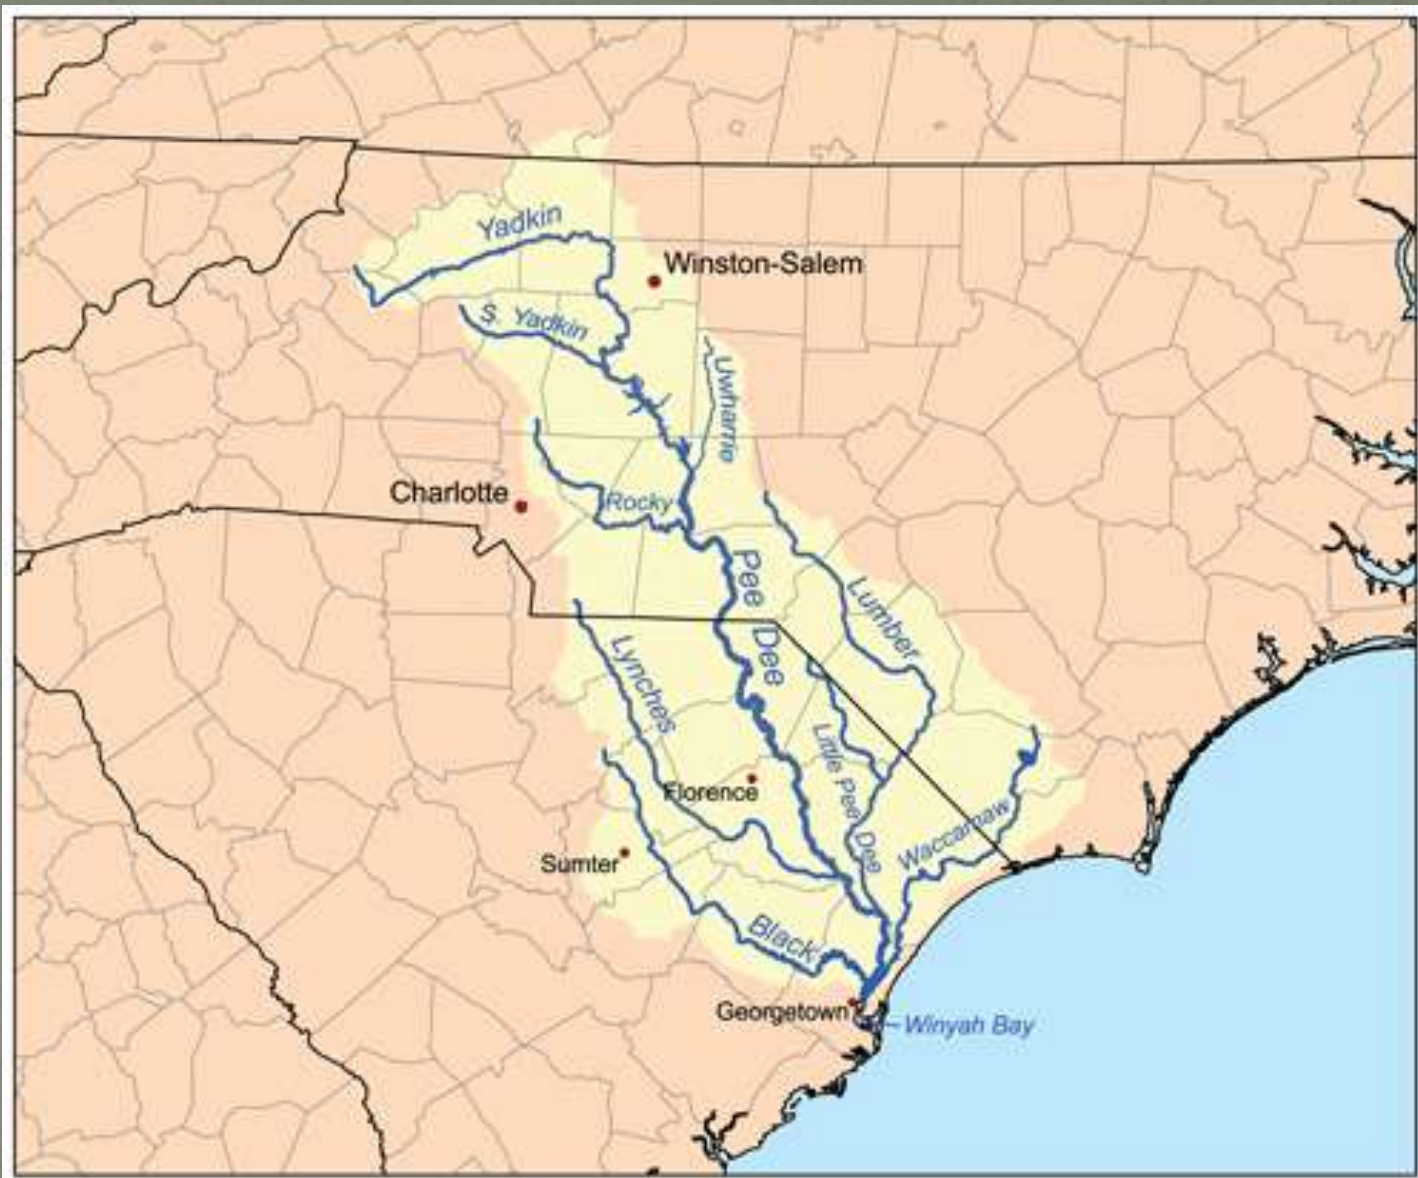 Yadkin
Winston-Salem
S. Yadkin
Uwharrie
Charlotte
Rocky
Pee Dee
Lumber
Lynches
Little Pee Dee
Florence
Waccamaw
Sumter
Black
Georgetown
Winyah Bay